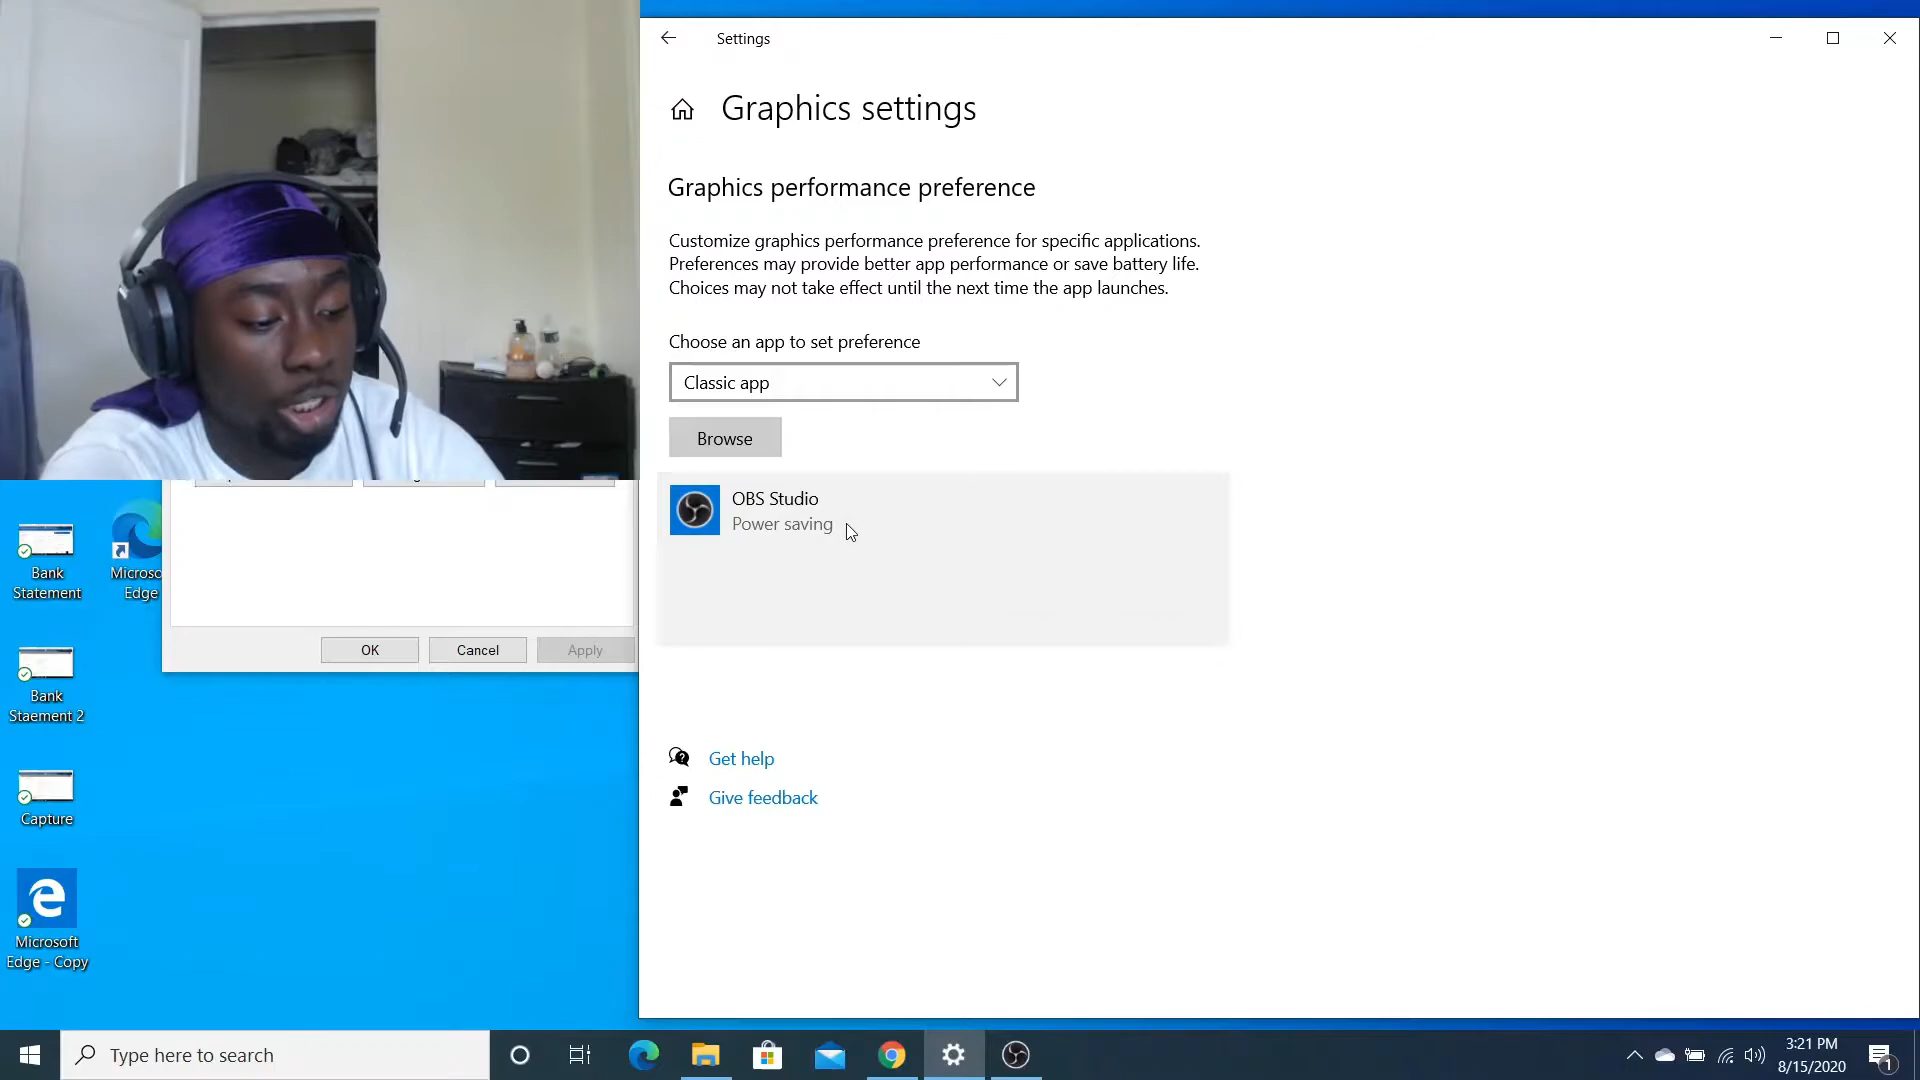 Settings
Graphics settings
Graphics performance preference
Customize graphics performance preference for specific applications.
Preferences may provide better app performance or save battery life.
Choices may not take effect until the next time the app launches.
Choose an app to set preference
Classic app
Browse
OBS Studio
Power saving
Get help
Give feedback
Bank
Statement
Microso
Edge
OK
Cancel
Apply
Bank
Staement 2
Capture
Microsoft
Edge - Copy
Type here to search
3:21 PM
8/15/2020
1